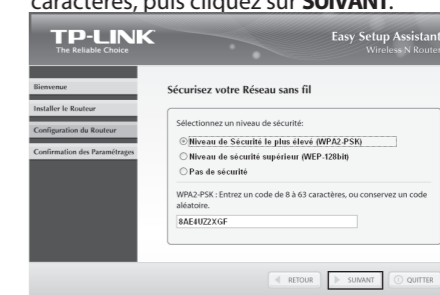 caractères, puis cliquez sur SUIVANT.
TP-LINK
The Reliable Choice
Easy Setup Assistant
Wireless N Router
Bienvenue
Installer le Routeur
Configuration du Routeur
Confirmation des Paramétrages
Sécurisez votre Réseau sans fil
Sélectionnez un niveau de sécurité:
Niveau de Sécurité le plus élevé (WPA2-PSK)
Niveau de sécurité supérieur (WEP-128bit)
Pas de sécurité
WPA2-PSK : Entrez un code de 8 à 63 caractères, ou conservez un code
aléatoire.
8AE4UZ2XGF
RETOUR
SUIVANT
QUITTER